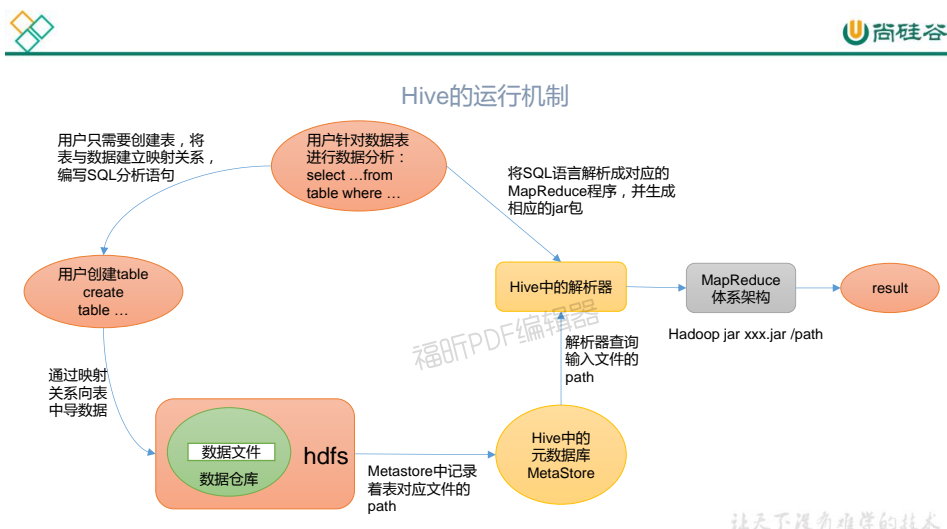 尚硅谷
Hive的运行机制
用户只需要创建表，将
表与数据建立映射关系，
编写SQL分析语句
用户针对数据表
进行数据分析：
select …from
table where …
将SQL语言解析成对应的
MapReduce程序，并生成
相应的jar包
用户创建table
create
table …
Hive中的解析器
MapReduce
体系架构
result
Hadoop jar xxx.jar /path
福昕PDF编辑器
解析器查询
输入文件的
path
通过映射
关系向表
中导数据
数据文件
数据仓库
hdfs
Metastore中记录
着表对应文件的
path
Hive中的
元数据库
MetaStore
让天下没有难学的技术